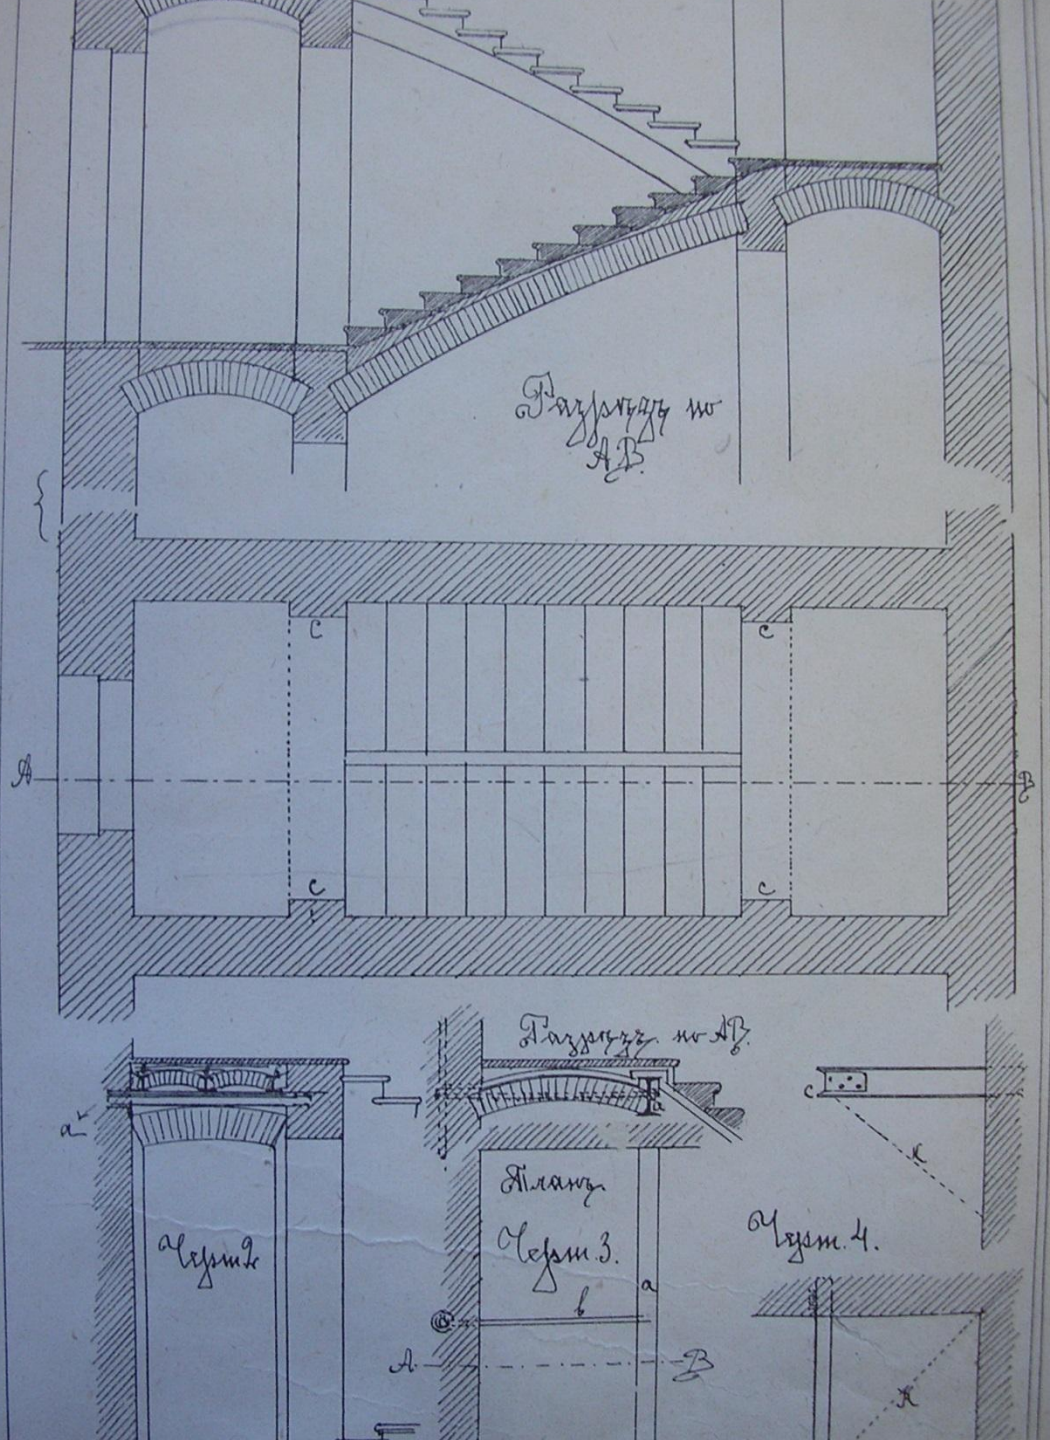 Разрѣзъ по
АВ.
c c
A B
c c
Разрѣзъ по АВ.
a
a
c
K
Планъ
Черт. 2
Черт. 3.
Черт. 4.
a
b
A B
K